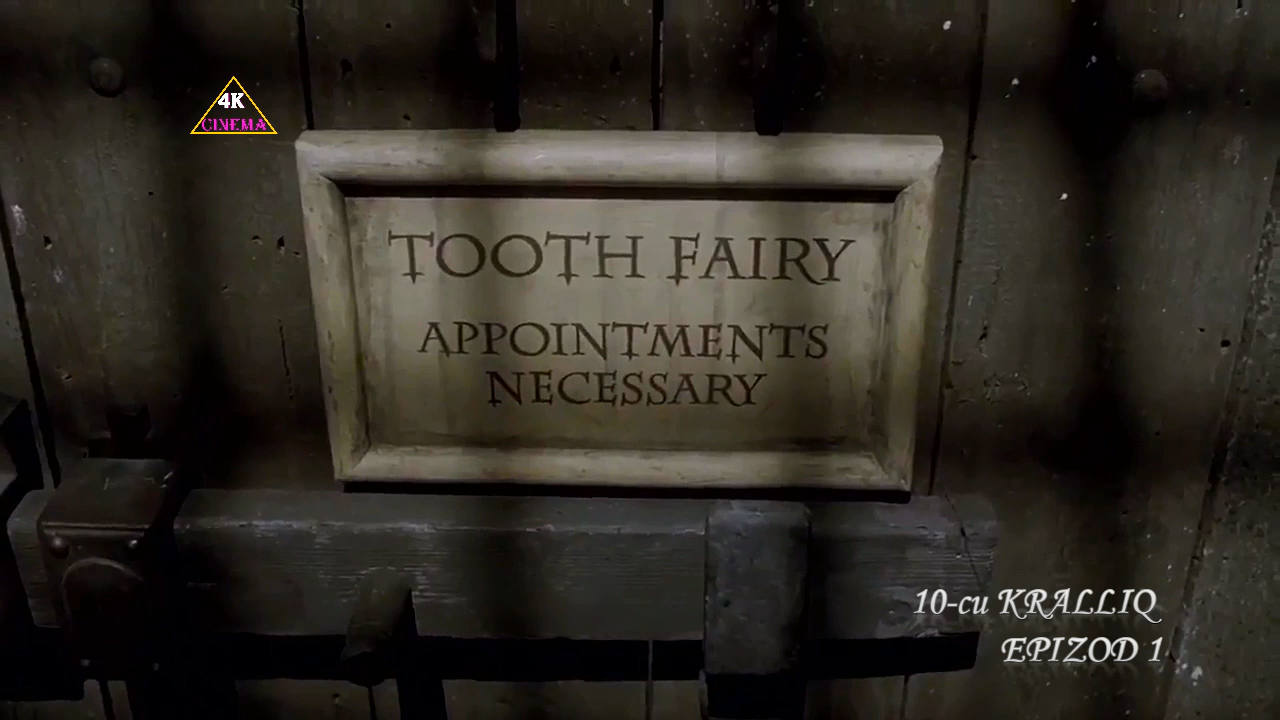 4K
CINEMA
TOOTH FAIRY
APPOINTMENTS
NECESSARY
10-cu KRALLIQ
EPIZOD 1